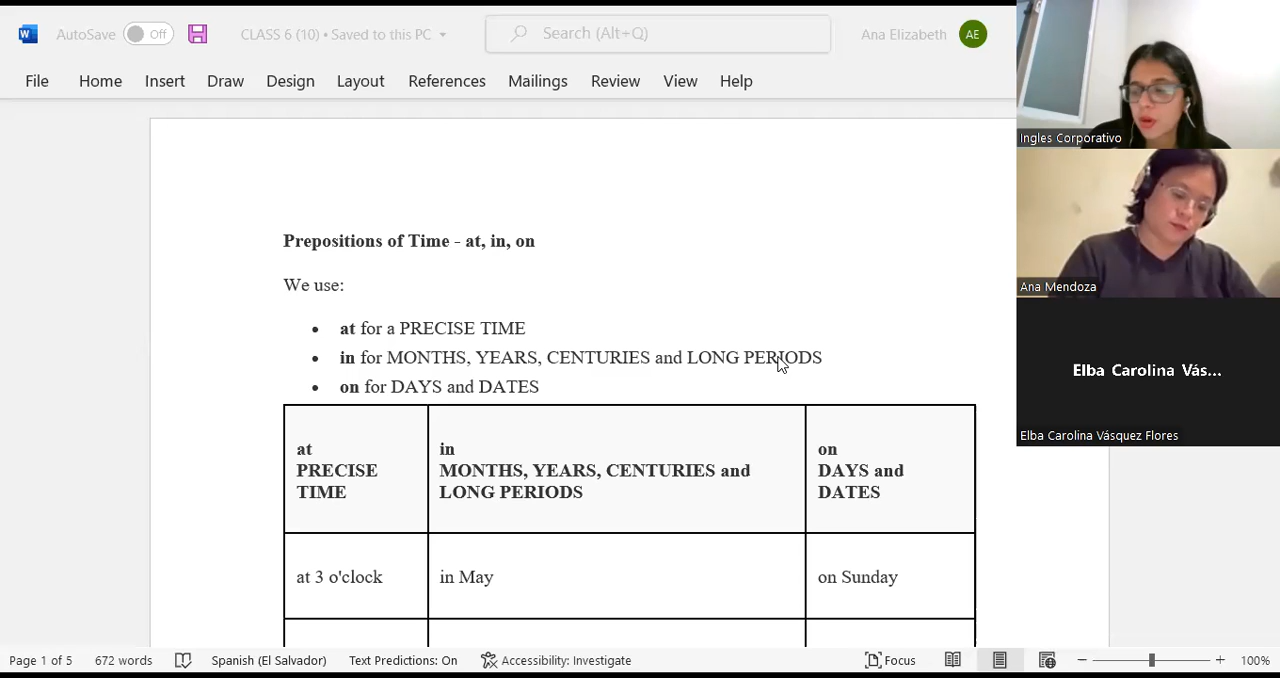 AutoSave Off CLASS 6 (10) • Saved to this PC Search (Alt+Q) Ana Elizabeth AE
File Home Insert Draw Design Layout References Mailings Review View Help
Ingles Corporativo
Prepositions of Time - at, in, on
We use:
• at for a PRECISE TIME
• in for MONTHS, YEARS, CENTURIES and LONG PERIODS
• on for DAYS and DATES
at
PRECISE
TIME
in
MONTHS, YEARS, CENTURIES and
LONG PERIODS
on
DAYS and
DATES
at 3 o'clock
in May
on Sunday
Ana Mendoza
Elba Carolina Vás...
Elba Carolina Vásquez Flores
Page 1 of 5 672 words Spanish (El Salvador) Text Predictions: On Accessibility: Investigate Focus 100%